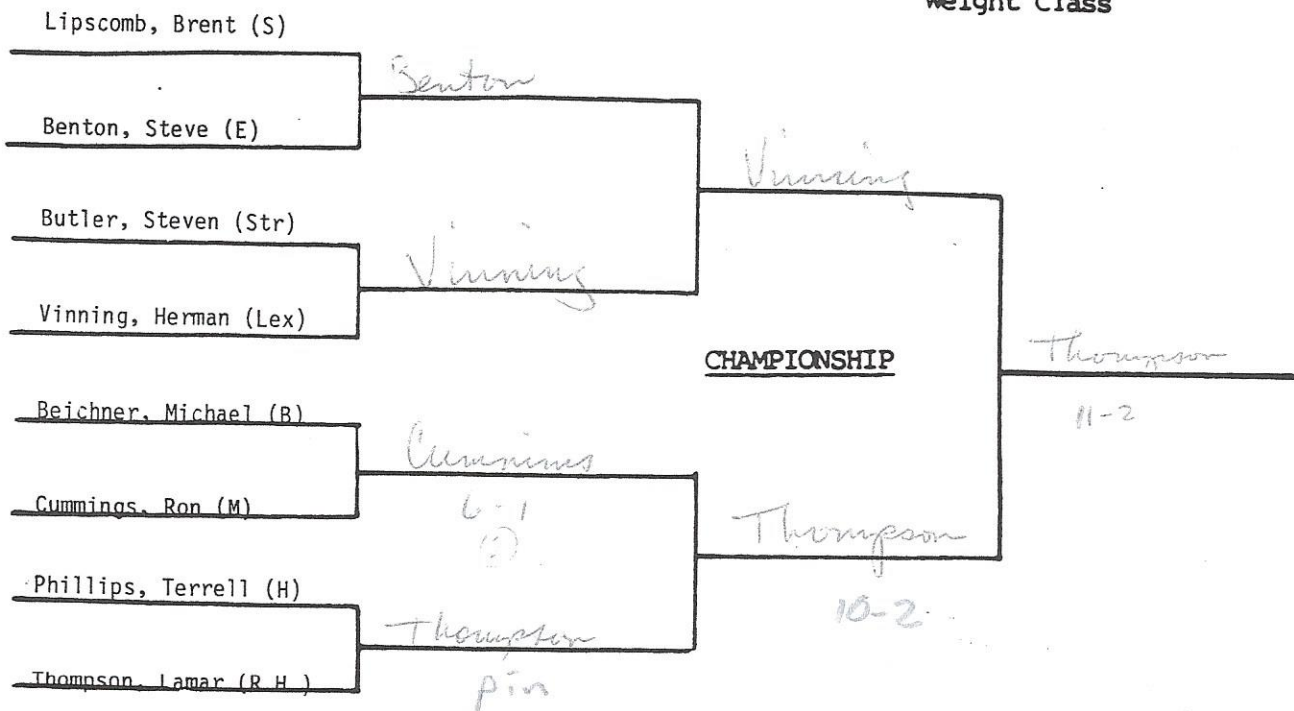 Weight Class
Lipscomb, Brent (S)
Benton
Benton, Steve (E)
Vinning
Butler, Steven (Str)
Vinning
Vinning, Herman (Lex)
CHAMPIONSHIP
Thompson
11-2
Beichner, Michael (B)
Cummins
6-1
Cummings, Ron (M)
Thompson
10-2
Phillips, Terrell (H)
Thompson
pin
Thompson, Lamar (R.H.)